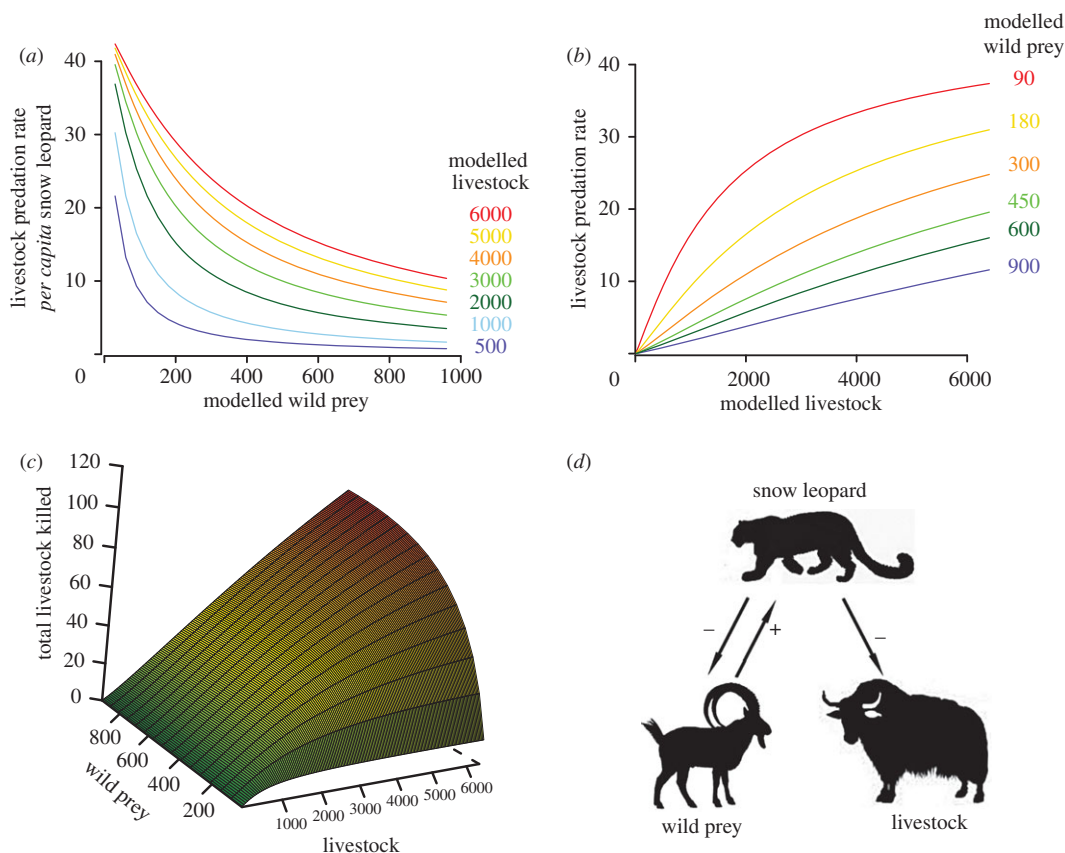 (a)
40
30
20
10
0
200
400
600
800
1000
livestock predation rate
per capita snow leopard
modelled wild prey
modelled
livestock
6000
5000
4000
3000
2000
1000
500
(b)
40
30
20
10
0
0
2000
4000
6000
livestock predation rate
modelled livestock
modelled
wild prey
90
180
300
450
600
900
(c)
120
100
80
60
40
20
0
total livestock killed
800
600
400
200
wild prey
1000
2000
3000
4000
5000
6000
livestock
(d)
snow leopard
–
+
–
wild prey
livestock